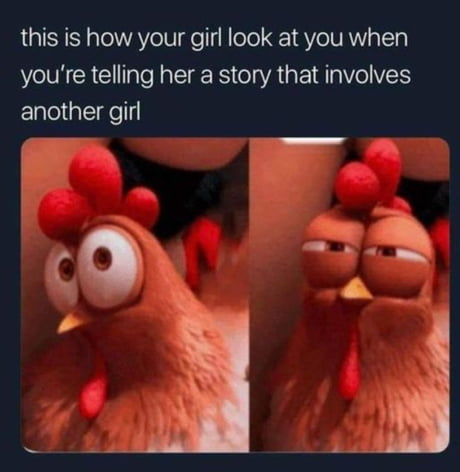 this is how your girl look at you when
you're telling her a story that involves
another girl